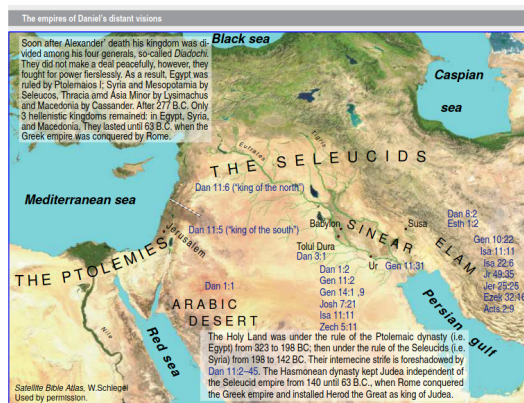 The empires of Daniel's distant visions
Soon after Alexander' death his kingdom was di-
vided among his four generals, so-called Diadochi.
They did not make a deal peacefully, however, they
fought for power fierslessly. As a result, Egypt was
ruled by Ptolemaios I; Syria and Mesopotamia by
Seleucos, Thracia amd Asia Minor by Lysimachus
and Macedonia by Cassander. After 277 B.C. Only
3 hellenistic kingdoms remained: in Egypt, Syria,
and Macedonia. They lasted until 63 B.C. when the
Greek empire was conquered by Rome.
Black sea
Caspian
sea
Eufrates
Tigris
THE SELEUCIDS
Dan 11:6 ("king of the north")
Mediterranean sea
Dan 11:5 ("king of the south")
Jerusalem
Babylon
SINEAR
Susa
Dan 8:2
Esth 1:2
ELAM
Gen 10:22
Isa 11:11
Isa 22:6
Jr 49:35
Jer 25:25
Ezek 32:16
Acts 2:9
Tolul Dura
Dan 3:1
Ur
Gen 11:31
THE PTOLEMIES
Dan 1:1
Dan 1:2
Gen 11:2
Gen 14:1 ,9
Josh 7:21
Isa 11:11
Zech 5:11
ARABIC
DESERT
Nile
Red sea
Persian gulf
The Holy Land was under the rule of the Ptolemaic dynasty (i.e.
Egypt) from 323 to 198 BC; then under the rule of the Seleucids (i.e.
Syria) from 198 to 142 BC. Their internecine strife is foreshadowed by
Dan 11:2–45. The Hasmonean dynasty kept Judea independent of
the Seleucid empire from 140 until 63 B.C., when Rome conquered
the Greek empire and installed Herod the Great as king of Judea.
Satellite Bible Atlas, W.Schlegel
Used by permission.